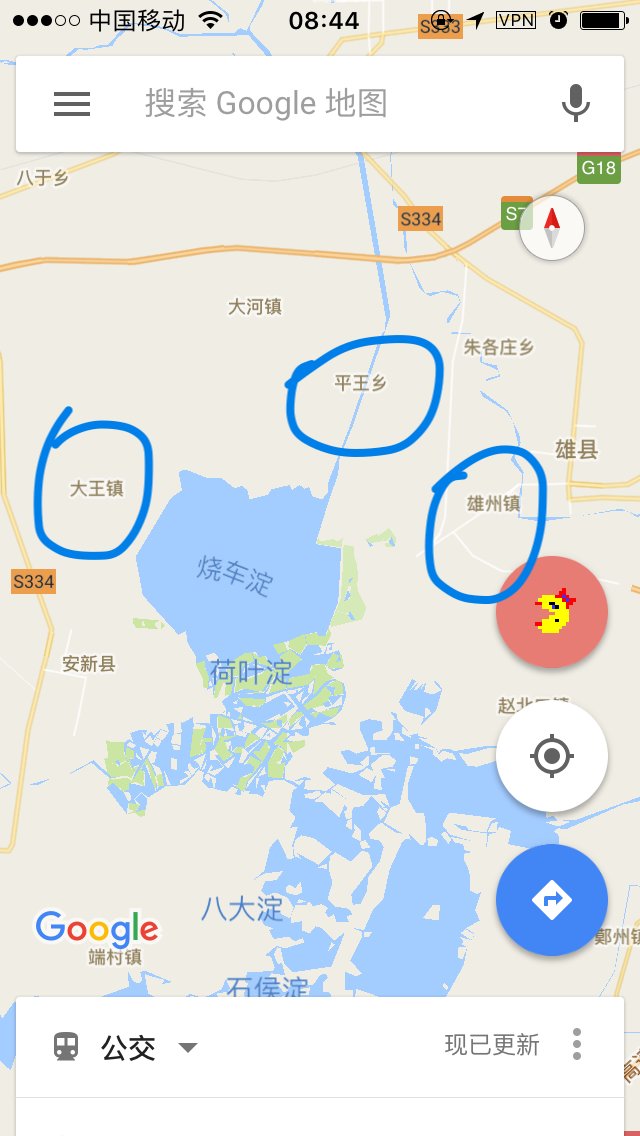 中国移动 08:44 VPN
S333
搜索 Google 地图
G18
八于乡
S7
S334
大河镇
朱各庄乡
平王乡
雄县
大王镇
雄州镇
烧车淀
S334
安新县
荷叶淀
八大淀
Google
鄚州镇
端村镇
石侯淀
公交 现已更新